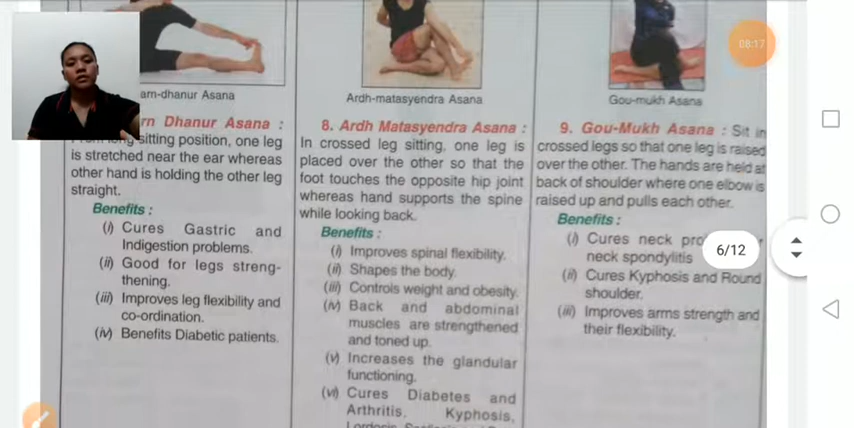 08:17
arn-dhanur Asana
rn Dhanur Asana :
sitting position, one leg
is stretched near the ear whereas
other hand is holding the other leg
straight.
Benefits :
(i) Cures Gastric and
Indigestion problems.
(ii) Good for legs streng-
thening.
(iii) Improves leg flexibility and
co-ordination.
(iv) Benefits Diabetic patients.
Ardh-matasyendra Asana
8. Ardh Matasyendra Asana :
In crossed leg sitting, one leg is
placed over the other so that the
foot touches the opposite hip joint
whereas hand supports the spine
while looking back.
Benefits :
(i) Improves spinal flexibility.
(ii) Shapes the body.
(iii) Controls weight and obesity.
(iv) Back and abdominal
muscles are strengthened
and toned up.
(v) Increases the glandular
functioning.
(vi) Cures Diabetes and
Arthritis. Kyphosis,
Gou-mukh Asana
9. Gou-Mukh Asana : Sit in
crossed legs so that one leg is raised
over the other. The hands are held at
back of shoulder where one elbow is
raised up and pulls each other.
Benefits :
(i) Cures neck pro
neck spondylitis
(ii) Cures Kyphosis and Round
shoulder.
(iii) Improves arms strength and
their flexibility.
6/12